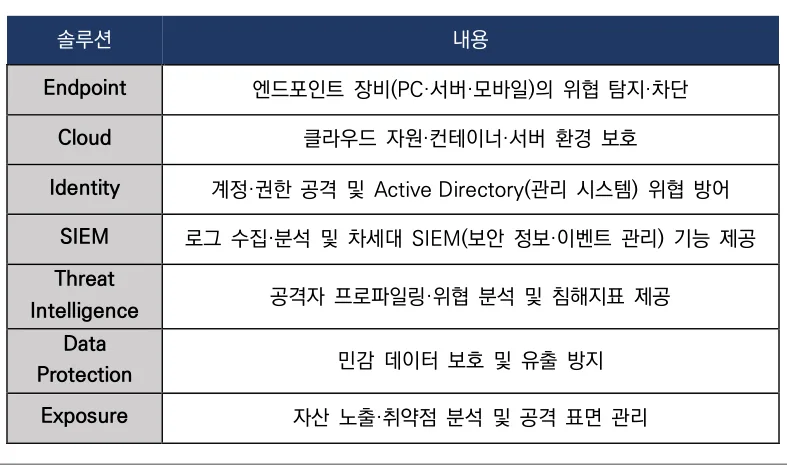 솔루션 내용
Endpoint 엔드포인트 장비(PC·서버·모바일)의 위협 탐지·차단
Cloud 클라우드 자원·컨테이너·서버 환경 보호
Identity 계정·권한 공격 및 Active Directory(관리 시스템) 위협 방어
SIEM 로그 수집·분석 및 차세대 SIEM(보안 정보·이벤트 관리) 기능 제공
Threat
Intelligence
공격자 프로파일링·위협 분석 및 침해지표 제공
Data
Protection
민감 데이터 보호 및 유출 방지
Exposure 자산 노출·취약점 분석 및 공격 표면 관리